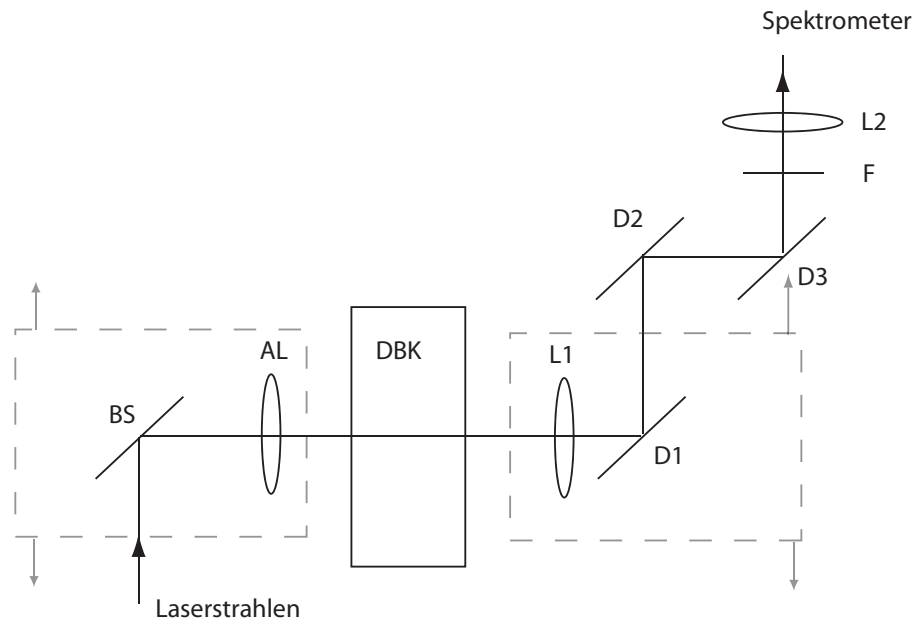 Spektrometer
L2
F
D2
D3
AL
DBK
L1
BS
D1
Laserstrahlen